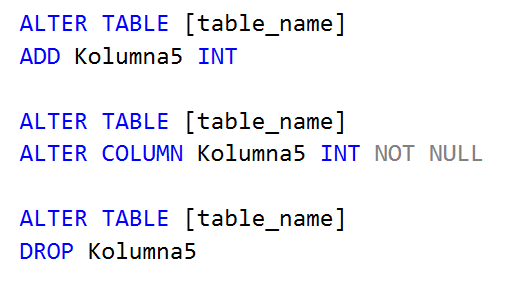 ALTER TABLE [table_name]
ADD Kolumna5 INT
ALTER TABLE [table_name]
ALTER COLUMN Kolumna5 INT NOT NULL
ALTER TABLE [table_name]
DROP Kolumna5